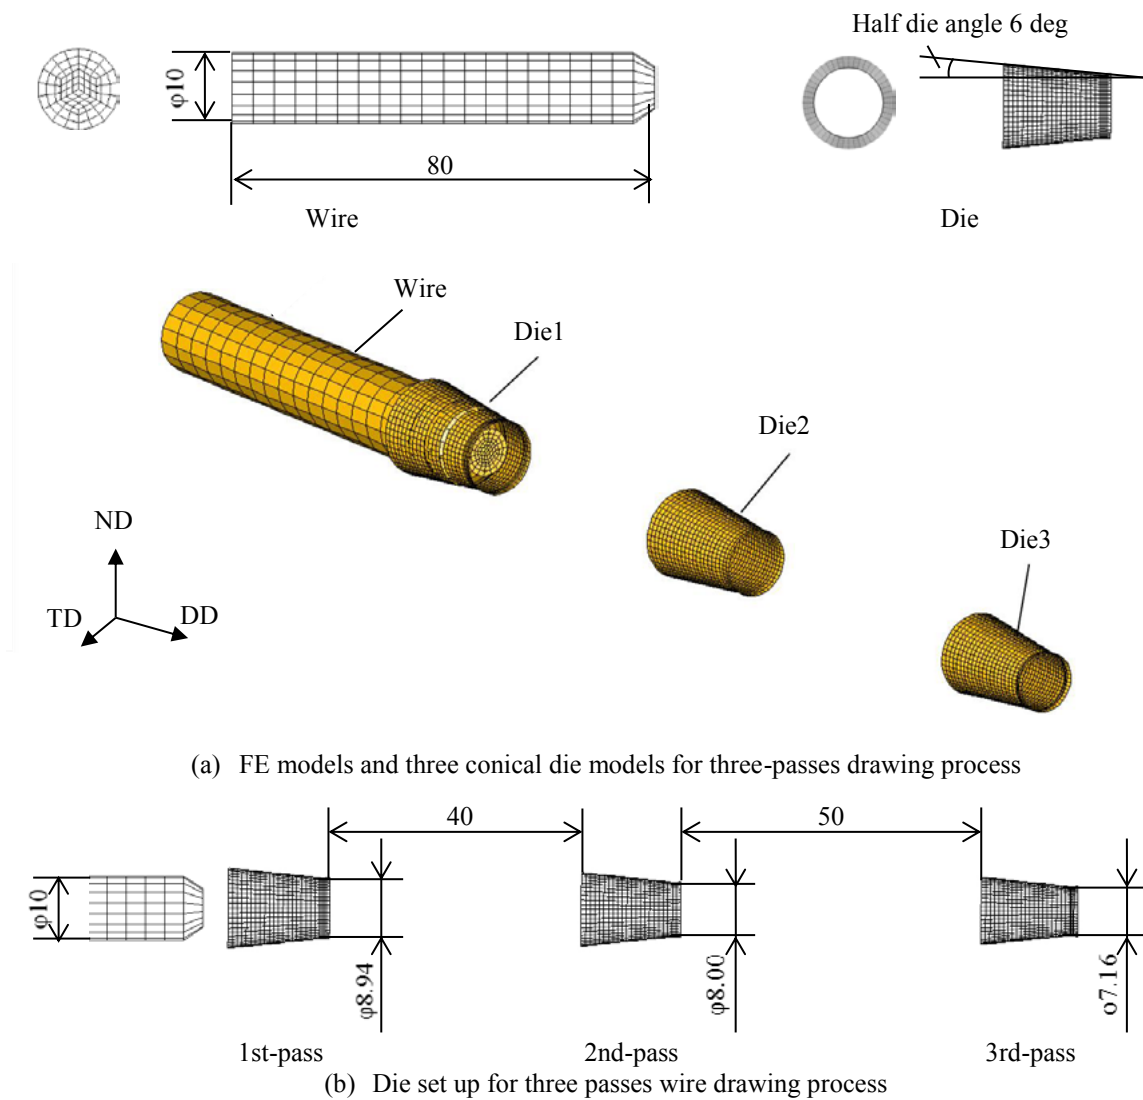 Half die angle 6 deg
φ10
80
Wire
Die
Wire
Die1
Die2
Die3
ND
TD
DD
(a) FE models and three conical die models for three-passes drawing process
40
50
φ10
φ8.94
φ8.00
σ7.16
1st-pass
2nd-pass
3rd-pass
(b) Die set up for three passes wire drawing process